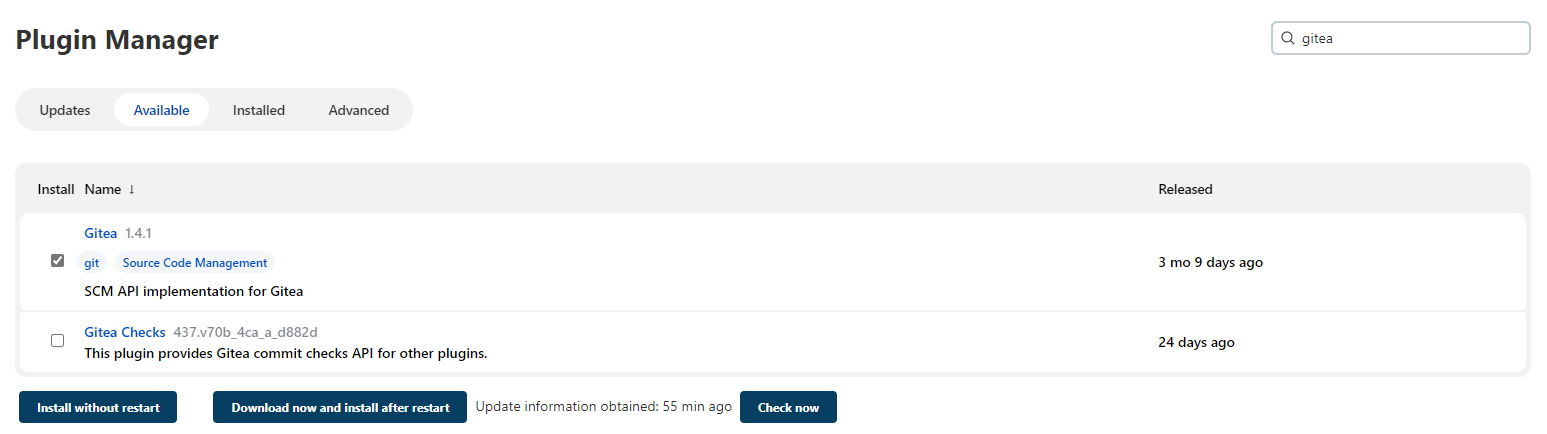 Plugin Manager
gitea
Updates Available Installed Advanced
Install Name ↓ Released
Gitea 1.4.1
git Source Code Management
3 mo 9 days ago
SCM API implementation for Gitea
Gitea Checks 437.v70b_4ca_a_d882d
24 days ago
This plugin provides Gitea commit checks API for other plugins.
Install without restart Download now and install after restart Update information obtained: 55 min ago Check now